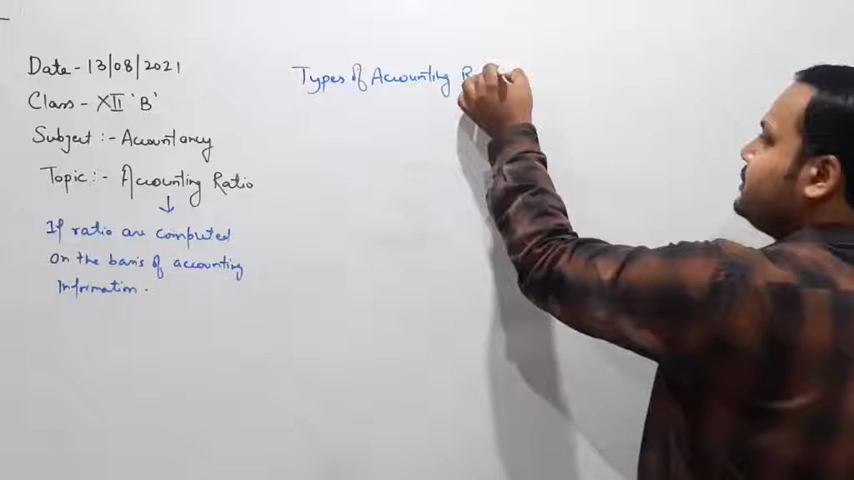 Date - 13/08/2021
Class - XII 'B'
Subject :- Accountancy
Topic :- Accounting Ratio
↓
If ratio are computed
on the basis of accounting
Information.
Types of Accounting